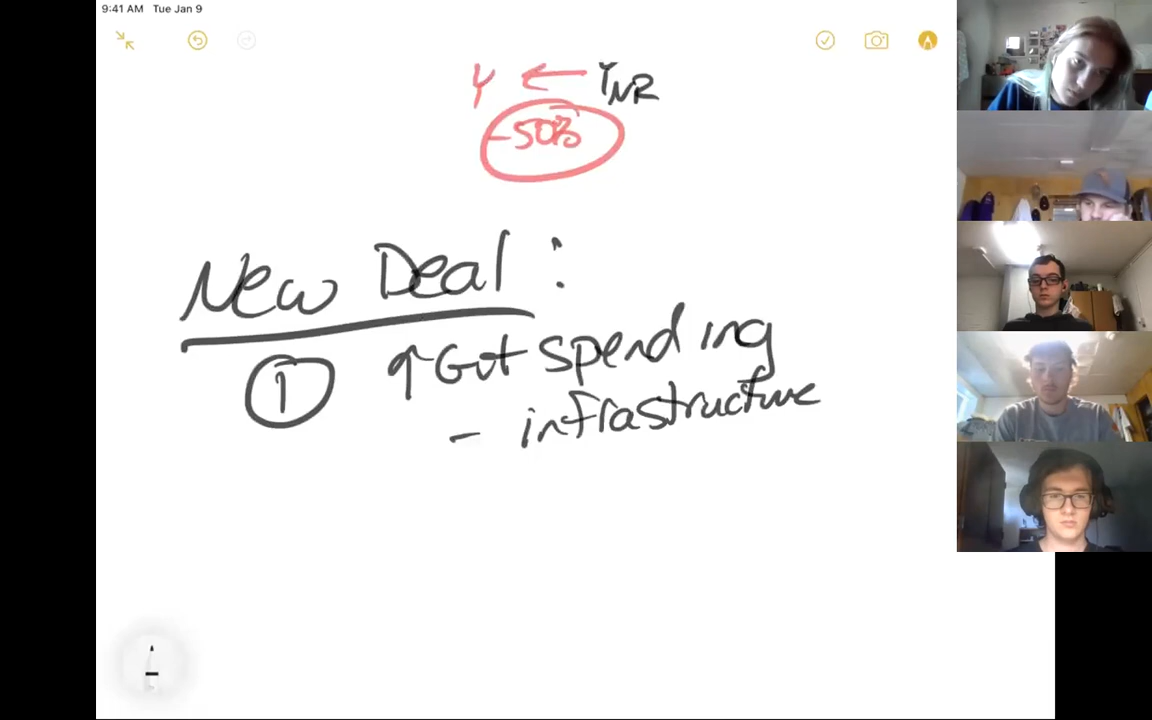 9:41 AM Tue Jan 9
Y ← YNR
-50%
New Deal:
① ↑ Gvt spending
- infrastructure